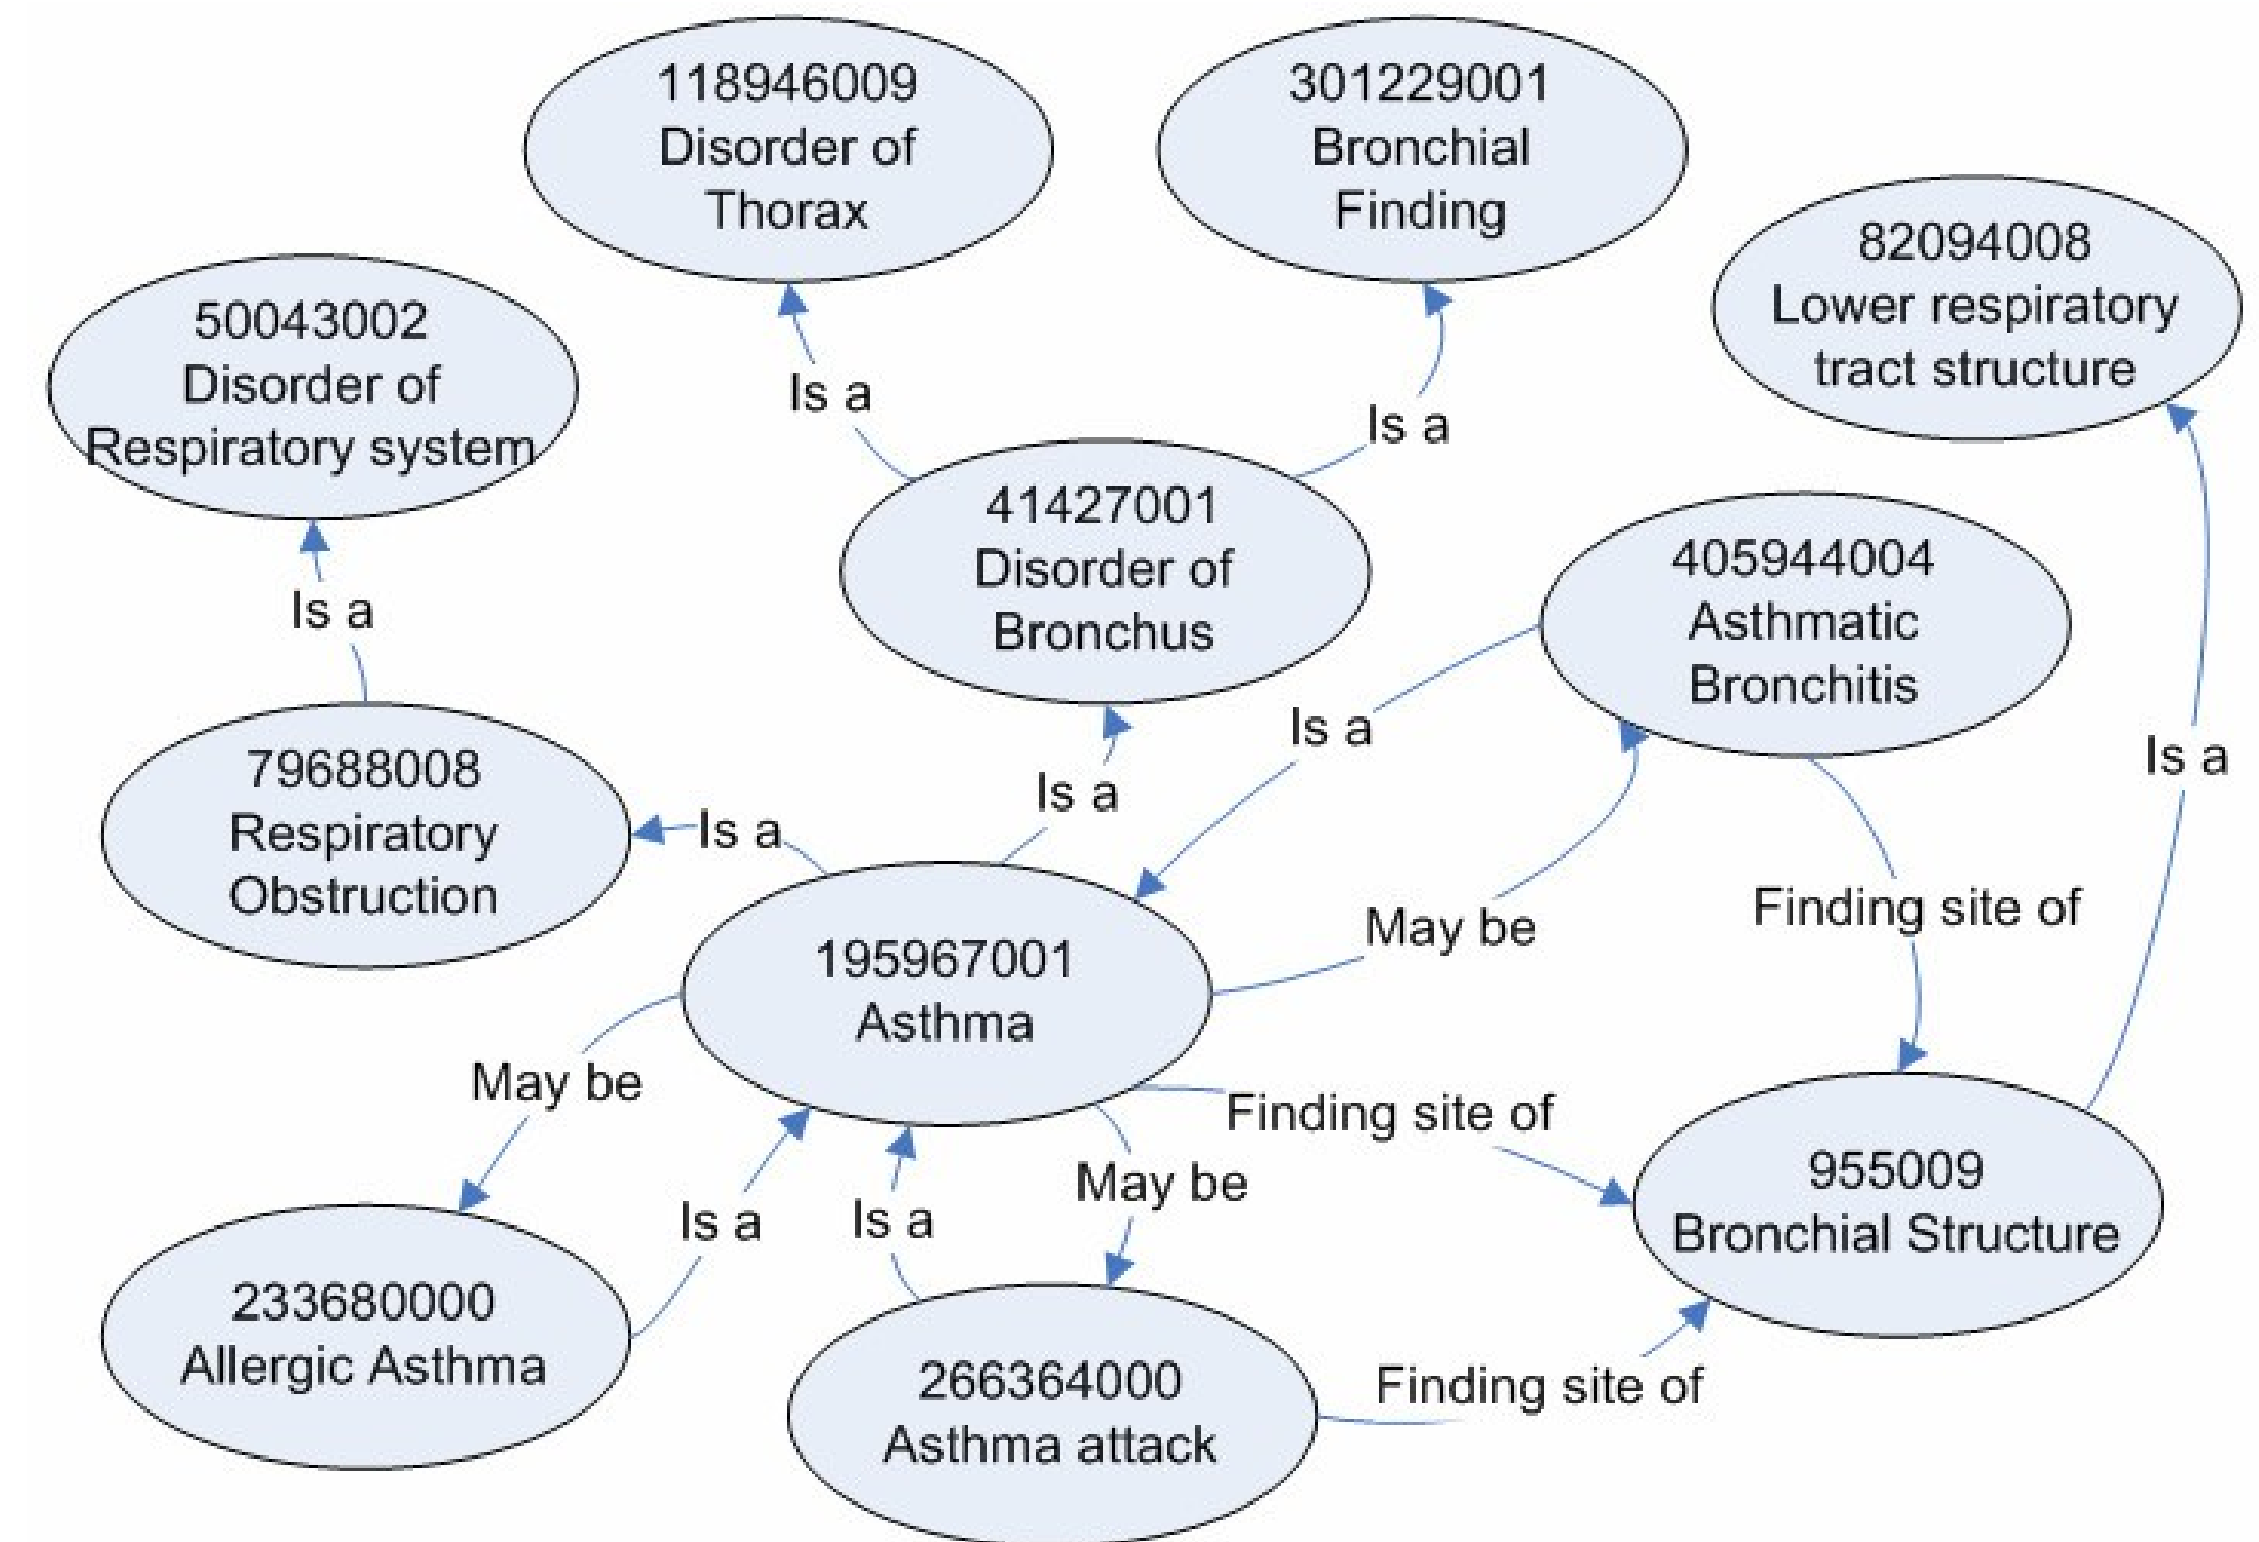 118946009
Disorder of
Thorax
301229001
Bronchial
Finding
82094008
Lower respiratory
tract structure
50043002
Disorder of
Respiratory system
Is a
Is a
41427001
Disorder of
Bronchus
405944004
Asthmatic
Bronchitis
Is a
Is a
Is a
79688008
Respiratory
Obstruction
Is a
Is a
195967001
Asthma
May be
Finding site of
May be
Finding site of
955009
Bronchial Structure
Is a
Is a
May be
233680000
Allergic Asthma
266364000
Asthma attack
Finding site of